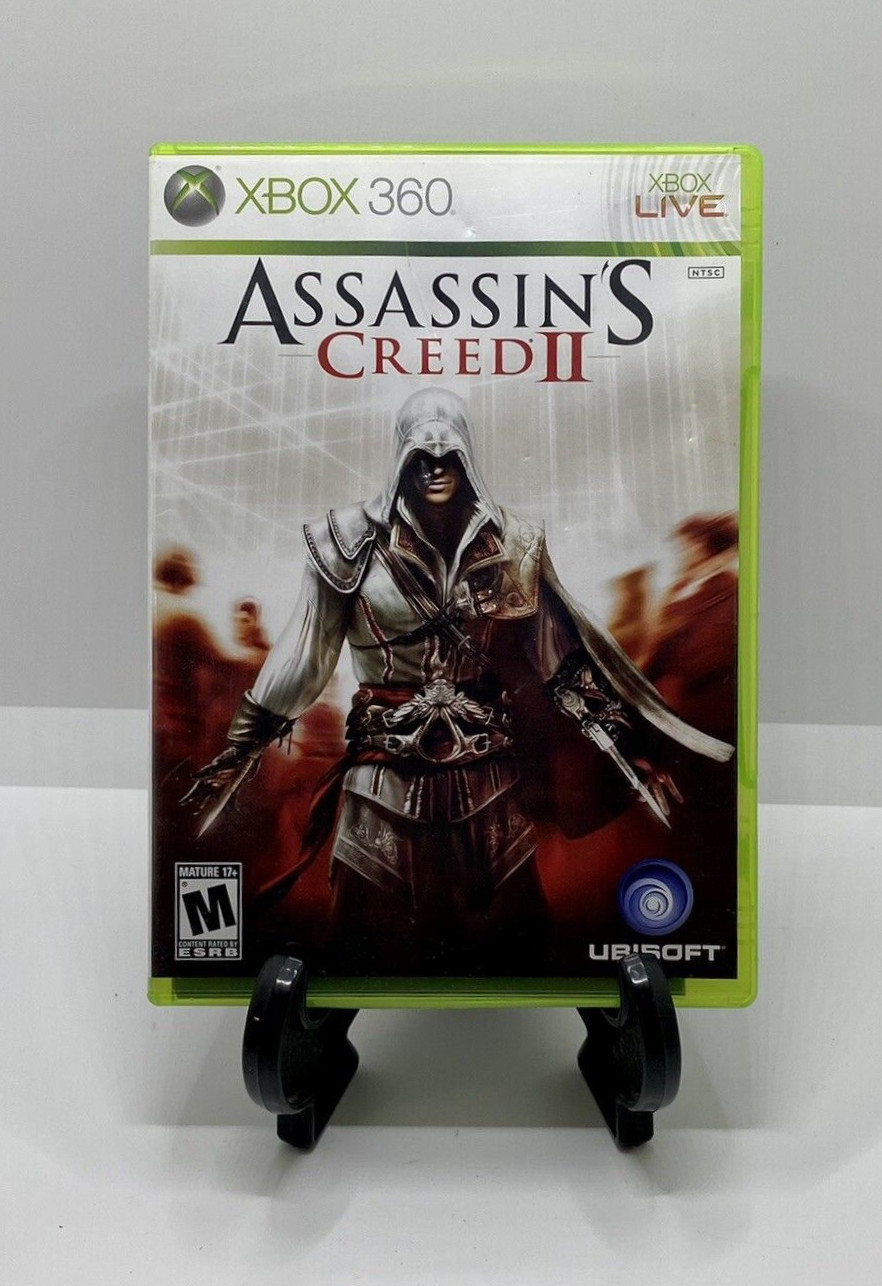 XBOX 360
XBOX
LIVE
NTSC
ASSASSIN'S
CREED II
MATURE 17+
M
CONTENT RATED BY
ESRB
UBISOFT